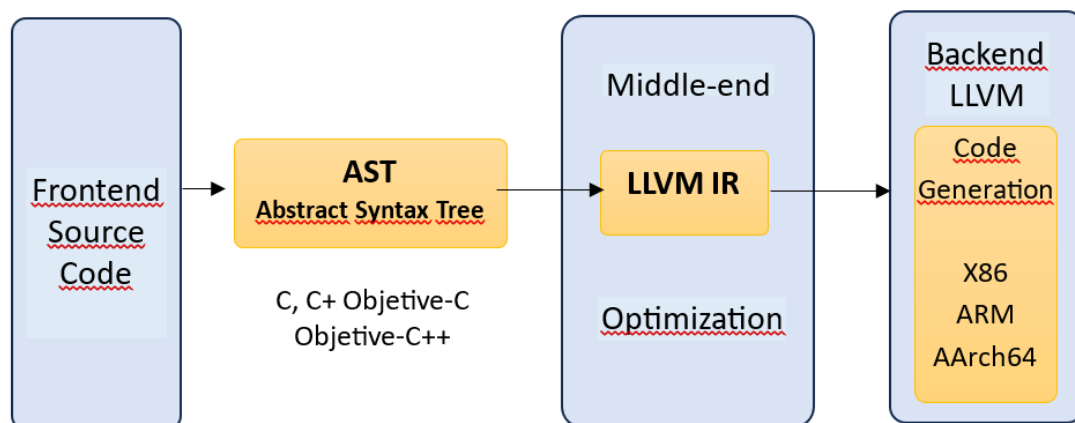 Frontend
Source
Code
AST
Abstract Syntax Tree
C, C+ Objetive-C
Objetive-C++
Middle-end
LLVM IR
Optimization
Backend
LLVM
Code
Generation
X86
ARM
AArch64